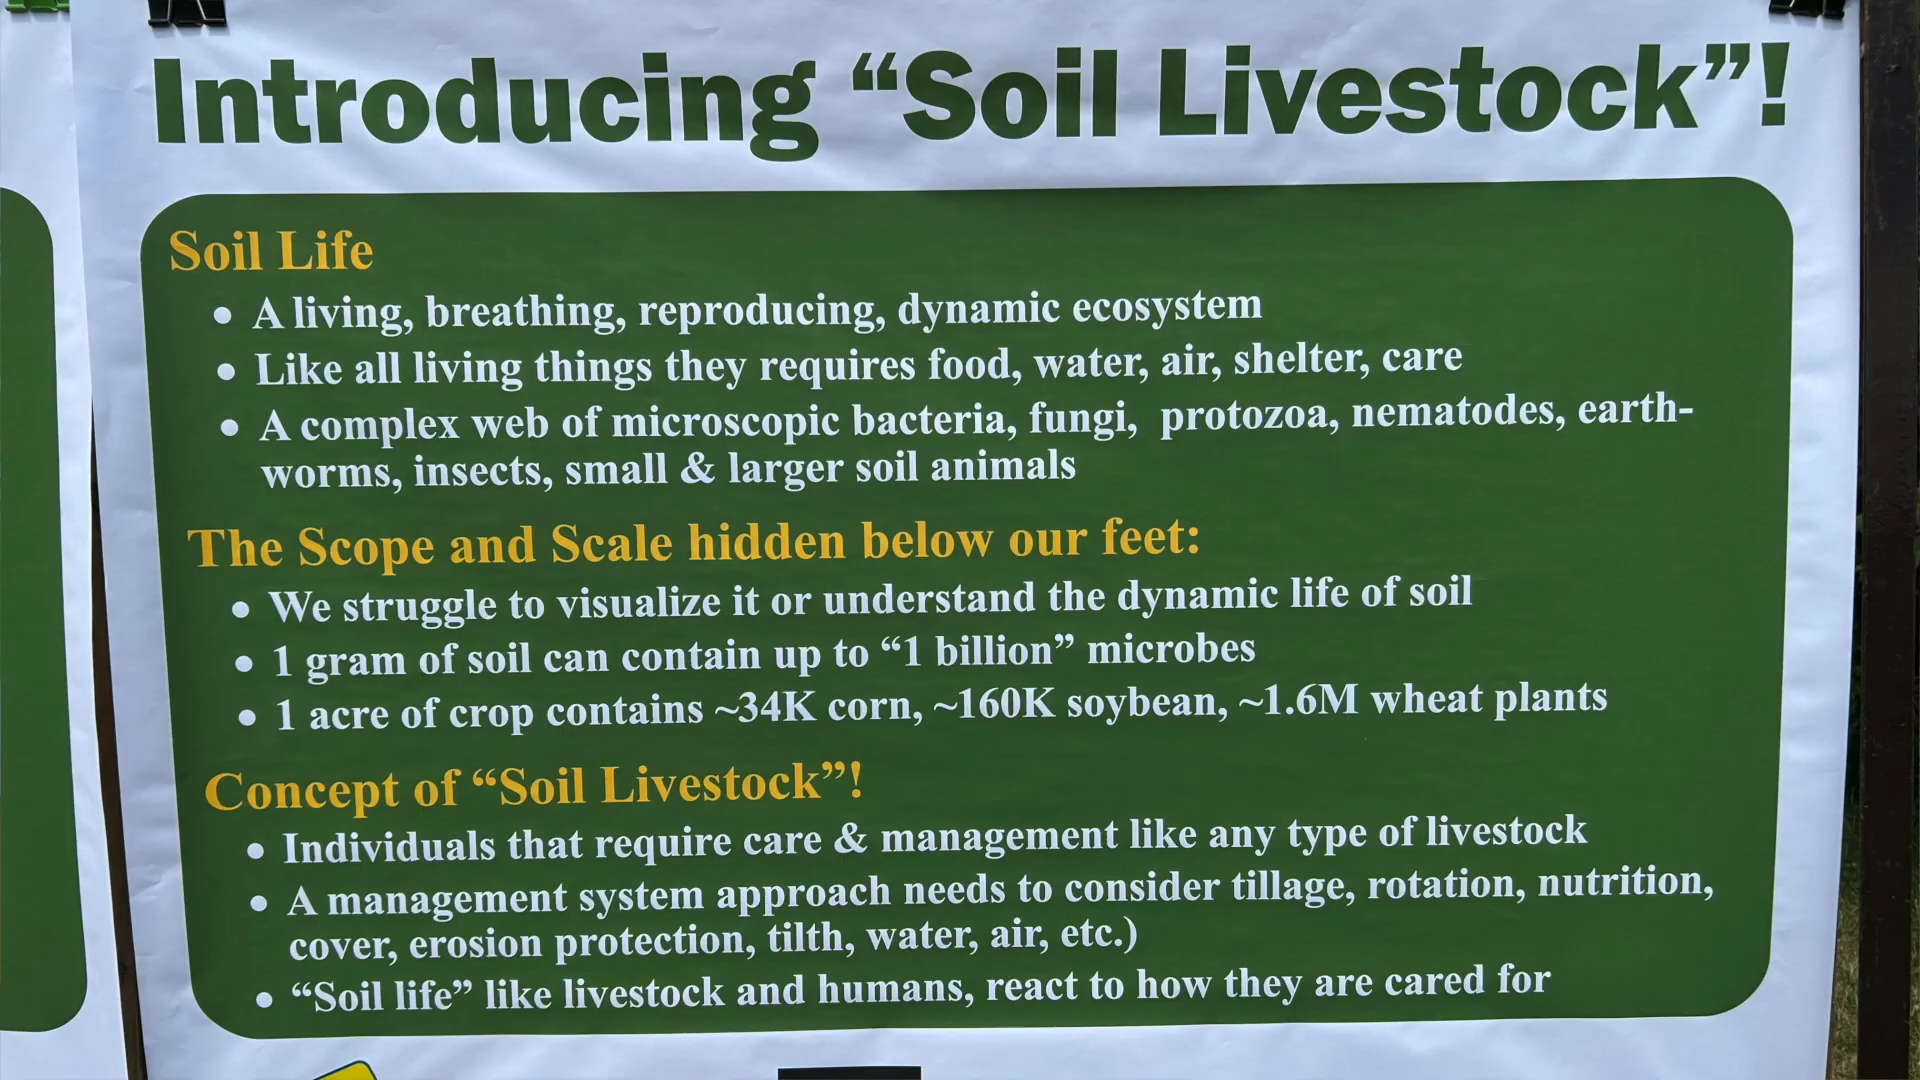 Introducing “Soil Livestock”!
Soil Life
• A living, breathing, reproducing, dynamic ecosystem
• Like all living things they requires food, water, air, shelter, care
• A complex web of microscopic bacteria, fungi,  protozoa, nematodes, earth-
worms, insects, small & larger soil animals
The Scope and Scale hidden below our feet:
• We struggle to visualize it or understand the dynamic life of soil
• 1 gram of soil can contain up to “1 billion” microbes
• 1 acre of crop contains ~34K corn, ~160K soybean, ~1.6M wheat plants
Concept of “Soil Livestock”!
• Individuals that require care & management like any type of livestock
• A management system approach needs to consider tillage, rotation, nutrition,
cover, erosion protection, tilth, water, air, etc.)
• “Soil life” like livestock and humans, react to how they are cared for